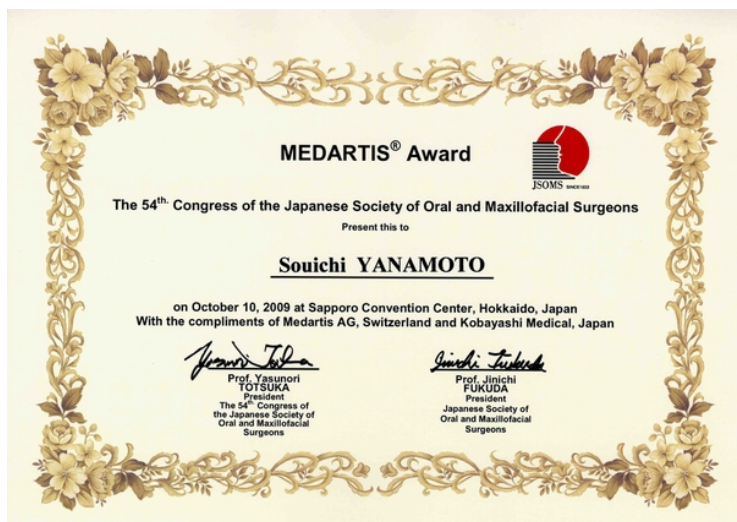 MEDARTIS® Award
JSOMS SINCE1933
The 54th. Congress of the Japanese Society of Oral and Maxillofacial Surgeons
Present this to
Souichi YANAMOTO
on October 10, 2009 at Sapporo Convention Center, Hokkaido, Japan
With the compliments of Medartis AG, Switzerland and Kobayashi Medical, Japan
Prof. Yasunori
TOTSUKA
President
The 54th. Congress of
the Japanese Society of
Oral and Maxillofacial
Surgeons
Prof. Jinichi
FUKUDA
President
Japanese Society of
Oral and Maxillofacial
Surgeons